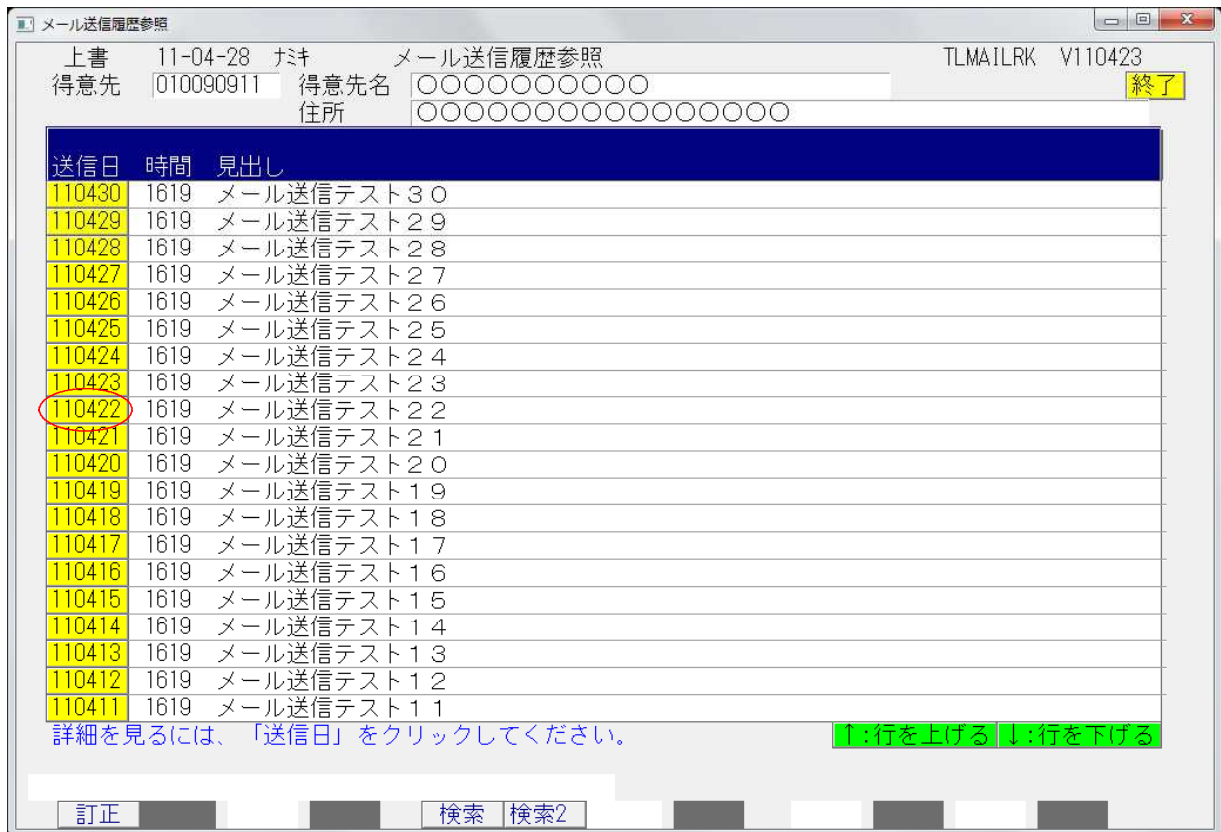 メール送信履歴参照
上書 11-04-28 ナミキ メール送信履歴参照 TLMAILRK V110423
得意先 010090911 得意先名 ○○○○○○○○○○ 終了
住所 ○○○○○○○○○○○○○○○○
送信日 時間 見出し
110430 1619 メール送信テスト３０
110429 1619 メール送信テスト２９
110428 1619 メール送信テスト２８
110427 1619 メール送信テスト２７
110426 1619 メール送信テスト２６
110425 1619 メール送信テスト２５
110424 1619 メール送信テスト２４
110423 1619 メール送信テスト２３
110422 1619 メール送信テスト２２
110421 1619 メール送信テスト２１
110420 1619 メール送信テスト２０
110419 1619 メール送信テスト１９
110418 1619 メール送信テスト１８
110417 1619 メール送信テスト１７
110416 1619 メール送信テスト１６
110415 1619 メール送信テスト１５
110414 1619 メール送信テスト１４
110413 1619 メール送信テスト１３
110412 1619 メール送信テスト１２
110411 1619 メール送信テスト１１
詳細を見るには、「送信日」をクリックしてください。 ↑:行を上げる ↓:行を下げる
訂正 検索 検索2